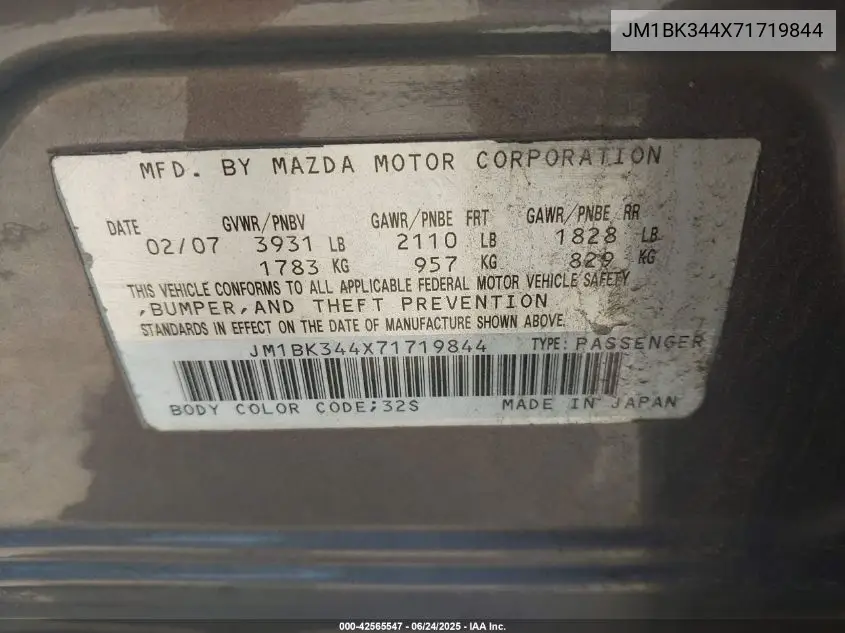 JM1BK344X71719844
MFD. BY MAZDA MOTOR CORPORATION
DATE GVWR/PNBV GAWR/PNBE FRT GAWR/PNBE RR
02/07 3931 LB 2110 LB 1828 LB
1783 KG 957 KG 829 KG
THIS VEHICLE CONFORMS TO ALL APPLICABLE FEDERAL MOTOR VEHICLE SAFETY
,BUMPER,AND THEFT PREVENTION
STANDARDS IN EFFECT ON THE DATE OF MANUFACTURE SHOWN ABOVE.
JM1BK344X71719844 TYPE:PASSENGER
BODY COLOR CODE;32S MADE IN JAPAN
000-42565547 - 06/24/2025 - IAA Inc.